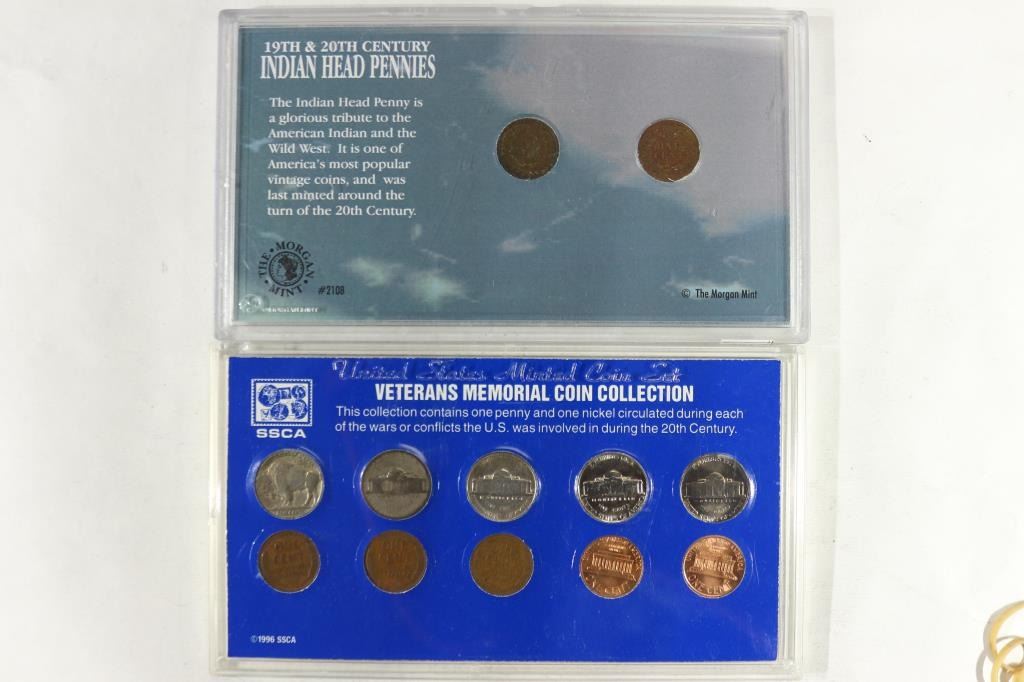 19TH & 20TH CENTURY
INDIAN HEAD PENNIES
The Indian Head Penny is
a glorious tribute to the
American Indian and the
Wild West. It is one of
America's most popular
vintage coins, and was
last minted around the
turn of the 20th Century.
THE MORGAN MINT
#2108
© The Morgan Mint
United States Minted Coin Set
VETERANS MEMORIAL COIN COLLECTION
SSCA
This collection contains one penny and one nickel circulated during each
of the wars or conflicts the U.S. was involved in during the 20th Century.
ONE CENT
ONE CENT
©1996 SSCA